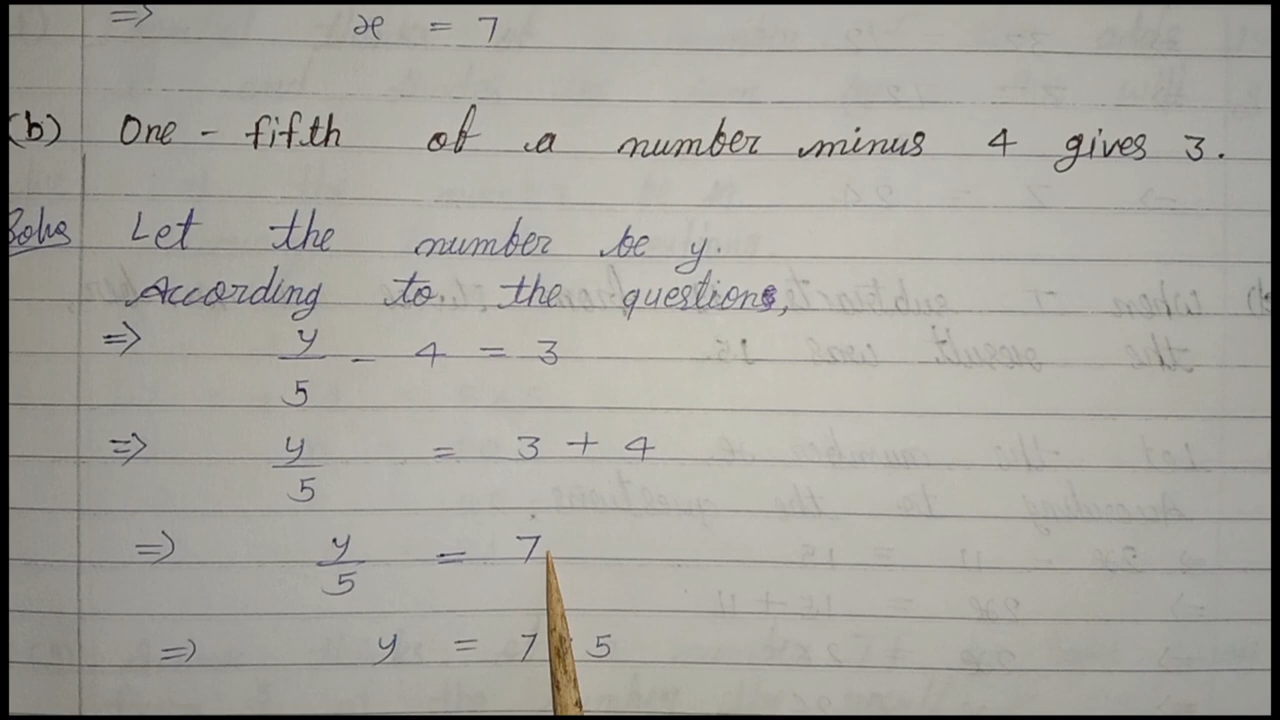 => x = 7
(b) One - fifth of a number minus 4 gives 3.
Solns Let the number be y.
According to the questions,
=> y/5 - 4 = 3
=> y/5 = 3 + 4
=> y/5 = 7
=> y = 7 5